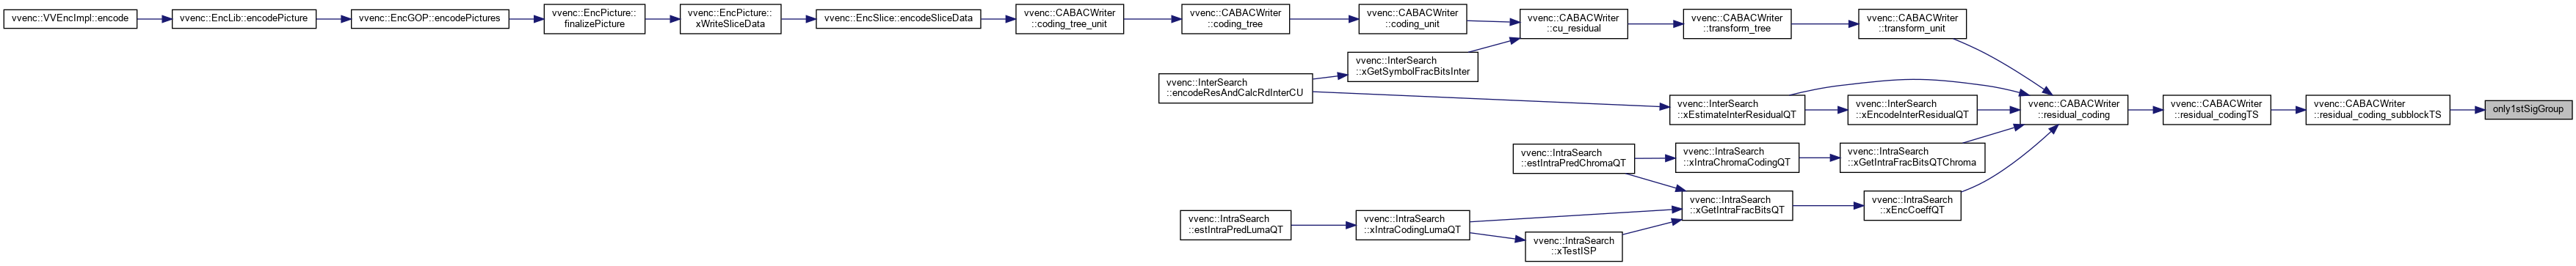 vvenc::VVEncImpl::encode
vvenc::EncLib::encodePicture
vvenc::EncGOP::encodePictures
vvenc::EncPicture::
finalizePicture
vvenc::EncPicture::
xWriteSliceData
vvenc::EncSlice::encodeSliceData
vvenc::CABACWriter
::coding_tree_unit
vvenc::CABACWriter
::coding_tree
vvenc::CABACWriter
::coding_unit
vvenc::CABACWriter
::cu_residual
vvenc::CABACWriter
::transform_tree
vvenc::CABACWriter
::transform_unit
vvenc::InterSearch
::xGetSymbolFracBitsInter
vvenc::InterSearch
::encodeResAndCalcRdInterCU
vvenc::InterSearch
::xEstimateInterResidualQT
vvenc::InterSearch
::xEncodeInterResidualQT
vvenc::CABACWriter
::residual_coding
vvenc::CABACWriter
::residual_codingTS
vvenc::CABACWriter
::residual_coding_subblockTS
only1stSigGroup
vvenc::IntraSearch
::estIntraPredChromaQT
vvenc::IntraSearch
::xIntraChromaCodingQT
vvenc::IntraSearch
::xGetIntraFracBitsQTChroma
vvenc::IntraSearch
::estIntraPredLumaQT
vvenc::IntraSearch
::xIntraCodingLumaQT
vvenc::IntraSearch
::xGetIntraFracBitsQT
vvenc::IntraSearch
::xEncCoeffQT
vvenc::IntraSearch
::xTestISP